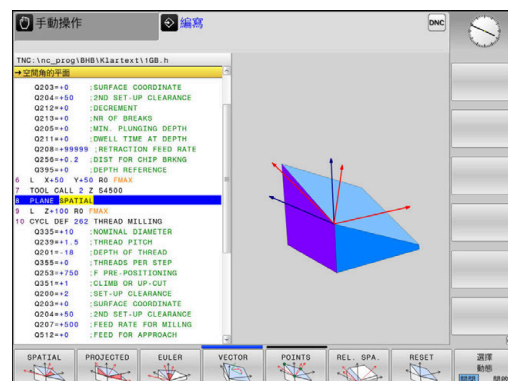 手動操作
編寫
DNC
TNC:\nc_prog\BHB\Klartext\1GB.h
→空間角的平面
Q203=+0 ;SURFACE COORDINATE
Q204=+50 ;2ND SET-UP CLEARANCE
Q212=+0 ;DECREMENT
Q213=+0 ;NR OF BREAKS
Q205=+0 ;MIN. PLUNGING DEPTH
Q211=+0 ;DWELL TIME AT DEPTH
Q208=+99999 ;RETRACTION FEED RATE
Q256=+0.2 ;DIST FOR CHIP BRKNG
Q395=+0 ;DEPTH REFERENCE
6 L X+50 Y+50 R0 FMAX
7 TOOL CALL 2 Z S4500
8 PLANE SPATIAL
9 L Z+100 R0 FMAX
10 CYCL DEF 262 THREAD MILLING
Q335=+10 ;NOMINAL DIAMETER
Q239=+1.5 ;THREAD PITCH
Q201=-18 ;DEPTH OF THREAD
Q355=+0 ;THREADS PER STEP
Q253=+750 ;F PRE-POSITIONING
Q351=+1 ;CLIMB OR UP-CUT
Q200=+2 ;SET-UP CLEARANCE
Q203=+0 ;SURFACE COORDINATE
Q204=+50 ;2ND SET-UP CLEARANCE
Q207=+500 ;FEED RATE FOR MILLNG
Q512=+0 ;FEED FOR APPROACH
SPATIAL
PROJECTED
EULER
VECTOR
POINTS
REL. SPA.
RESET
選擇
動態